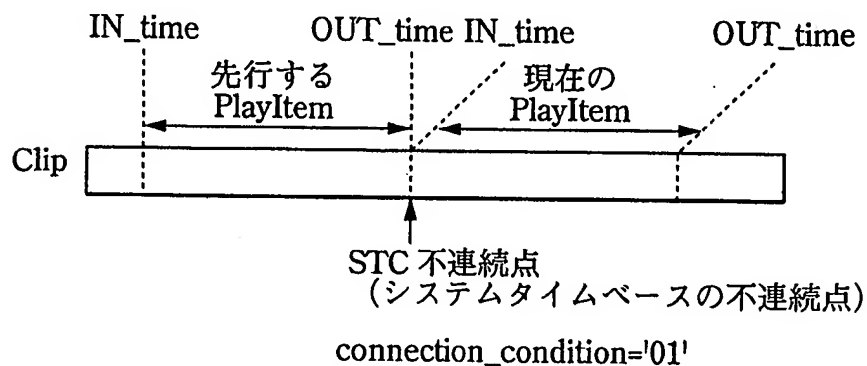 IN_time OUT_time IN_time OUT_time
先行する
PlayItem
現在の
PlayItem
Clip
STC 不連続点
(システムタイムベースの不連続点)
connection_condition='01'